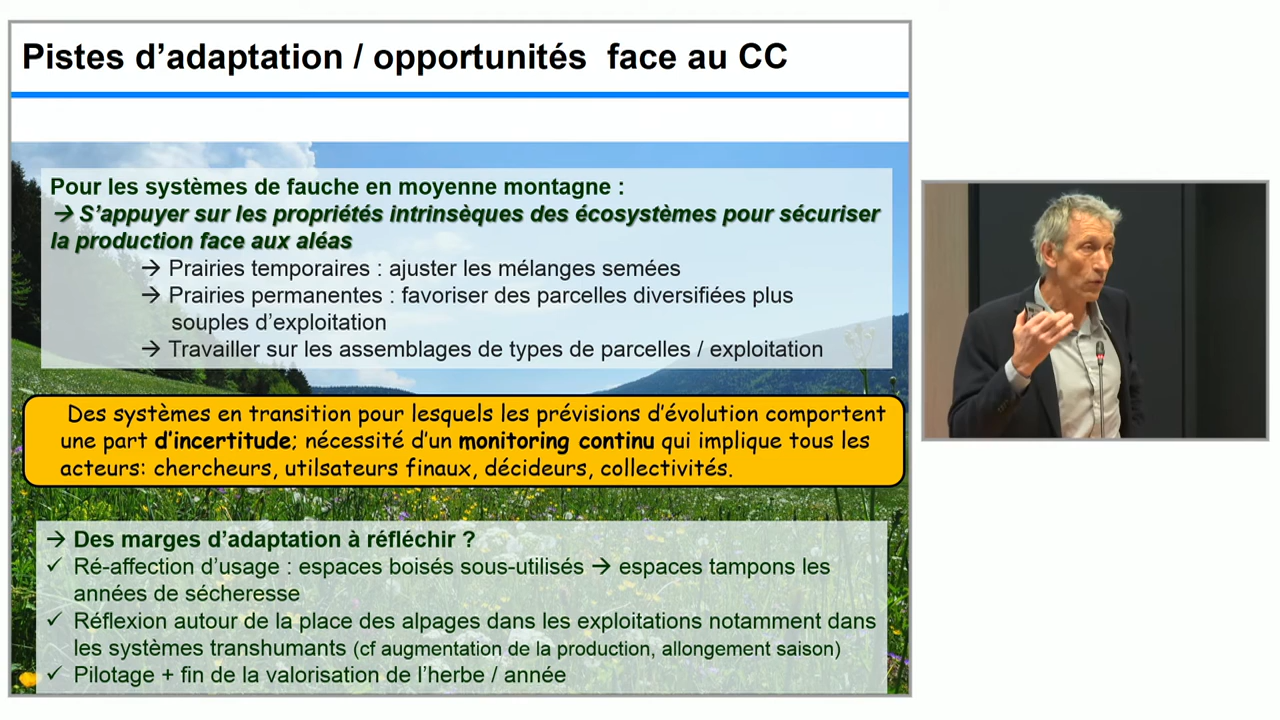 Pistes d'adaptation / opportunités face au CC
Pour les systèmes de fauche en moyenne montagne :
→ S'appuyer sur les propriétés intrinsèques des écosystèmes pour sécuriser
la production face aux aléas
→ Prairies temporaires : ajuster les mélanges semées
→ Prairies permanentes : favoriser des parcelles diversifiées plus
souples d'exploitation
→ Travailler sur les assemblages de types de parcelles / exploitation
Des systèmes en transition pour lesquels les prévisions d'évolution comportent
une part d'incertitude; nécessité d'un monitoring continu qui implique tous les
acteurs: chercheurs, utilsateurs finaux, décideurs, collectivités.
→ Des marges d'adaptation à réfléchir ?
✓ Ré-affection d'usage : espaces boisés sous-utilisés → espaces tampons les
années de sécheresse
✓ Réflexion autour de la place des alpages dans les exploitations notamment dans
les systèmes transhumants (cf augmentation de la production, allongement saison)
✓ Pilotage + fin de la valorisation de l'herbe / année